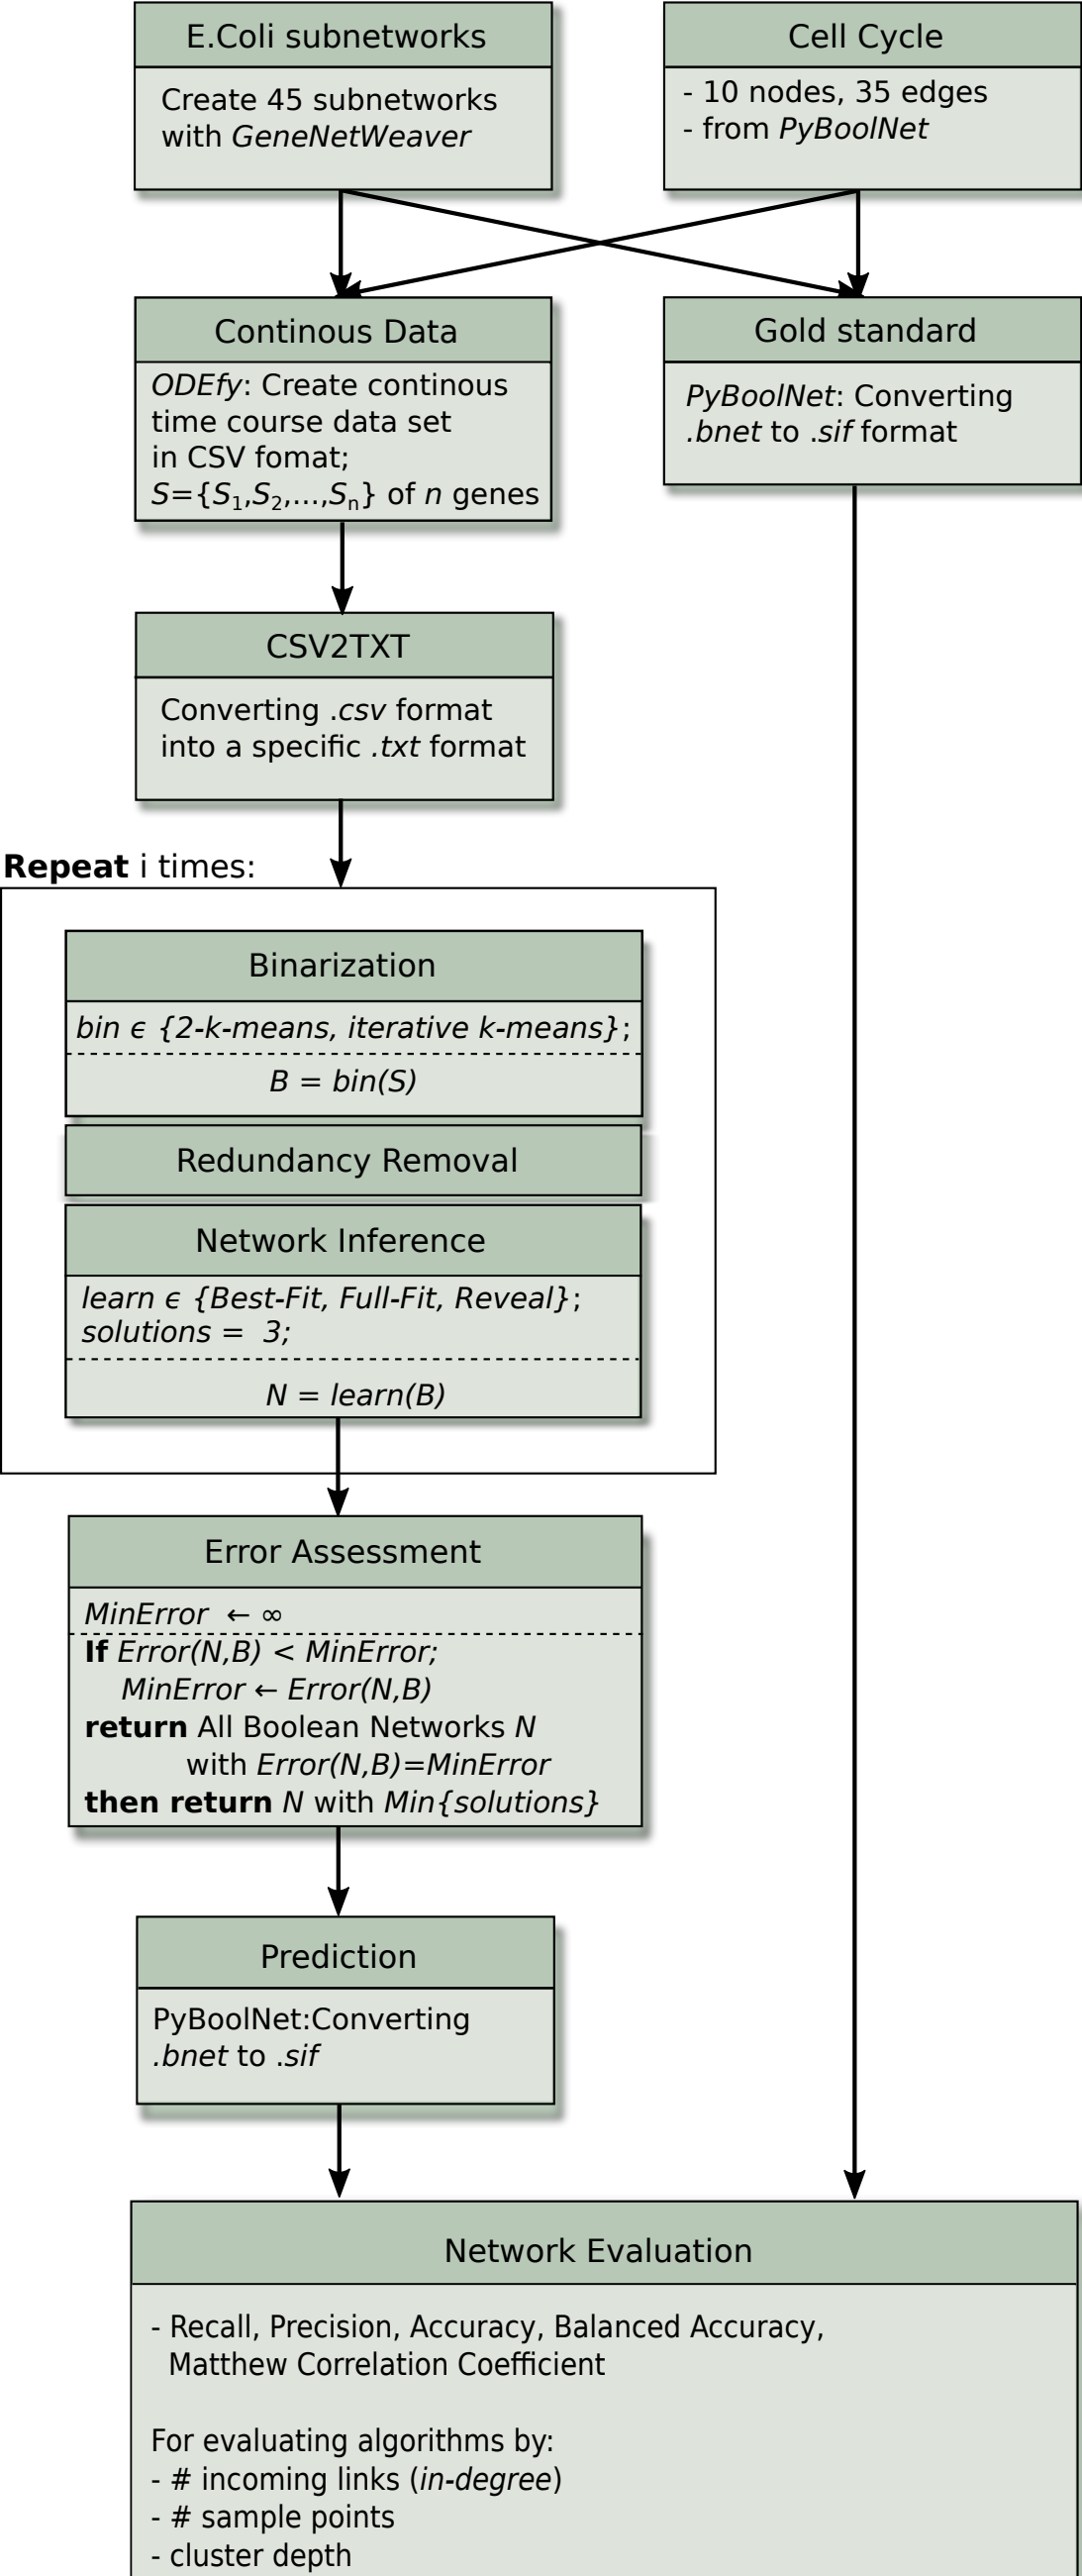 E.Coli subnetworks
Create 45 subnetworks
with GeneNetWeaver
Cell Cycle
- 10 nodes, 35 edges
- from PyBoolNet
Continous Data
ODEfy: Create continous
time course data set
in CSV fomat;
S={S1,S2,...,Sn} of n genes
Gold standard
PyBoolNet: Converting
.bnet to .sif format
CSV2TXT
Converting .csv format
into a specific .txt format
Repeat i times:
Binarization
bin ϵ {2-k-means, iterative k-means};
B = bin(S)
Redundancy Removal
Network Inference
learn ϵ {Best-Fit, Full-Fit, Reveal};
solutions = 3;
N = learn(B)
Error Assessment
MinError ← ∞
If Error(N,B) < MinError;
MinError ← Error(N,B)
return All Boolean Networks N
with Error(N,B)=MinError
then return N with Min{solutions}
Prediction
PyBoolNet:Converting
.bnet to .sif
Network Evaluation
- Recall, Precision, Accuracy, Balanced Accuracy,
Matthew Correlation Coefficient
For evaluating algorithms by:
- # incoming links (in-degree)
- # sample points
- cluster depth